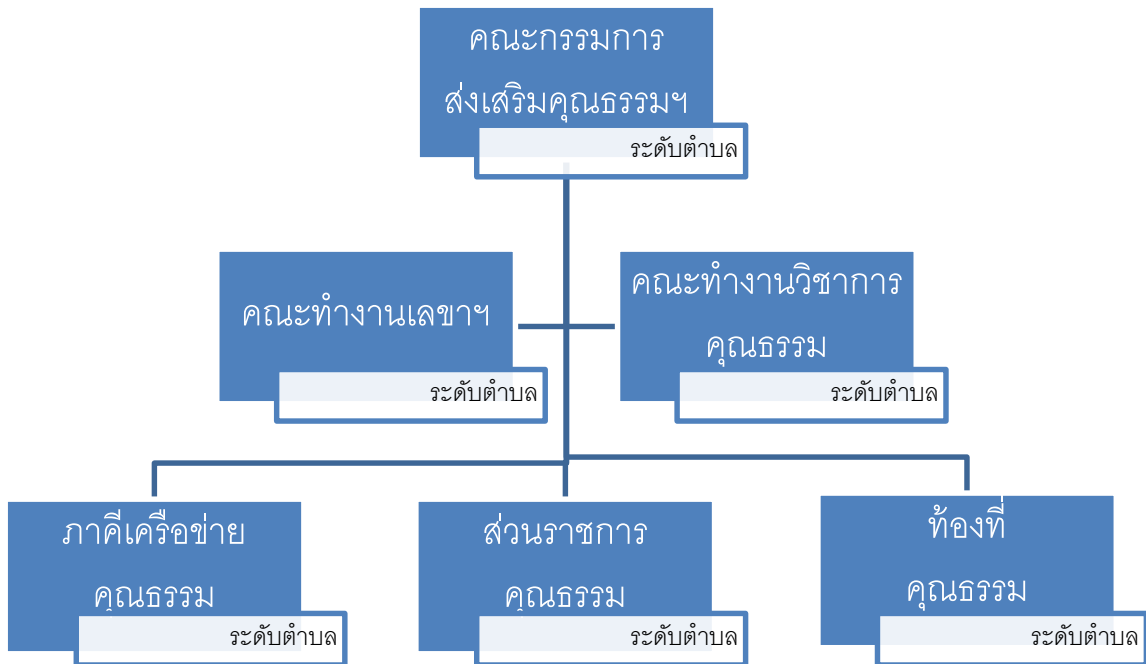 คณะกรรมการ
ส่งเสริมคุณธรรมฯ
ระดับตำบล
คณะทำงานเลขาฯ
ระดับตำบล
คณะทำงานวิชาการ
คุณธรรม
ระดับตำบล
ภาคีเครือข่าย
คุณธรรม
ระดับตำบล
ส่วนราชการ
คุณธรรม
ระดับตำบล
ท้องที่
คุณธรรม
ระดับตำบล